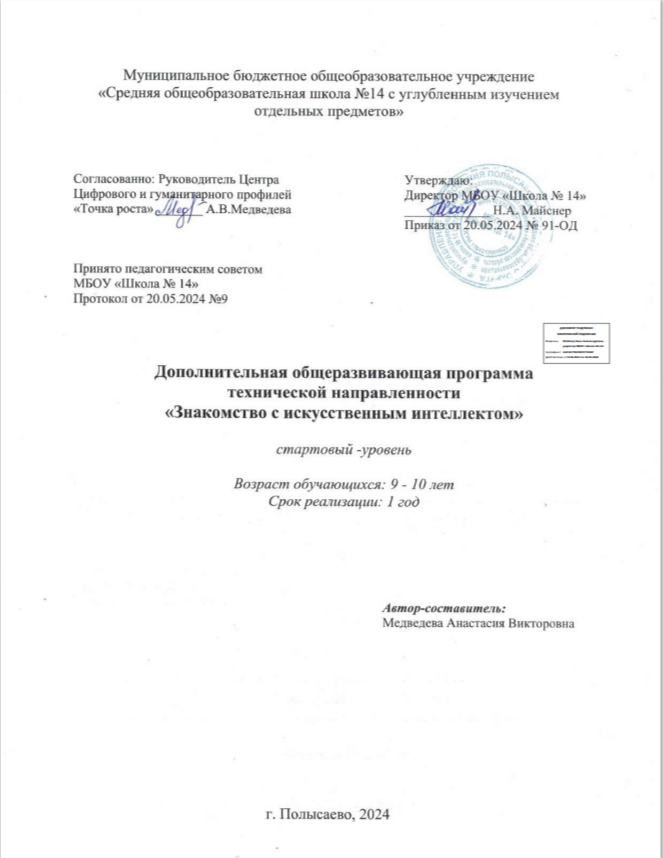 Муниципальное бюджетное общеобразовательное учреждение
«Средняя общеобразовательная школа №14 с углубленным изучением
отдельных предметов»
Согласованно: Руководитель Центра
Цифрового и гуманитарного профилей
«Точка роста» А.В.Медведева
Утверждаю:
Директор МБОУ «Школа № 14»
Н.А. Майснер
Приказ от 20.05.2024 № 91-ОД
Принято педагогическим советом
МБОУ «Школа № 14»
Протокол от 20.05.2024 №9
Дополнительная общеразвивающая программа
технической направленности
«Знакомство с искусственным интеллектом»
стартовый -уровень
Возраст обучающихся: 9 - 10 лет
Срок реализации: 1 год
Автор-составитель:
Медведева Анастасия Викторовна
г. Полысаево, 2024